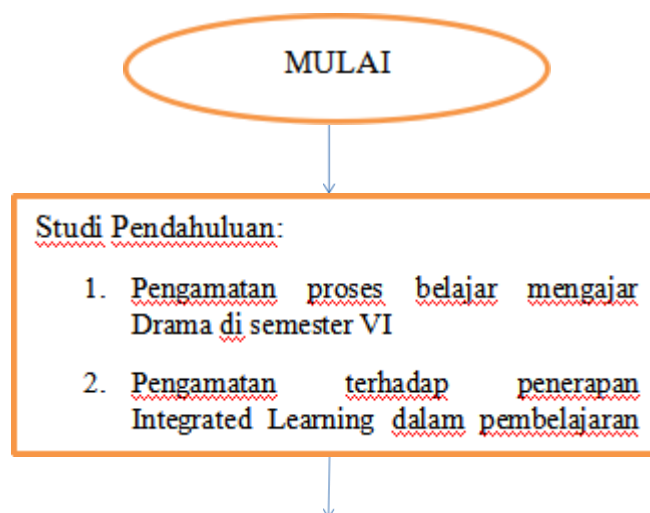 MULAI
Studi Pendahuluan:
1. Pengamatan proses belajar mengajar
Drama di semester VI
2. Pengamatan terhadap penerapan
Integrated Learning dalam pembelajaran